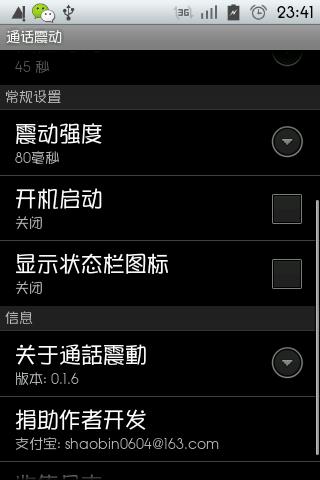 3G
23:41
通话震动
45 秒
常规设置
震动强度
80毫秒
开机启动
关闭
显示状态栏图标
关闭
信息
关于通話震動
版本: 0.1.6
捐助作者开发
支付宝: shaobin0604@163.com